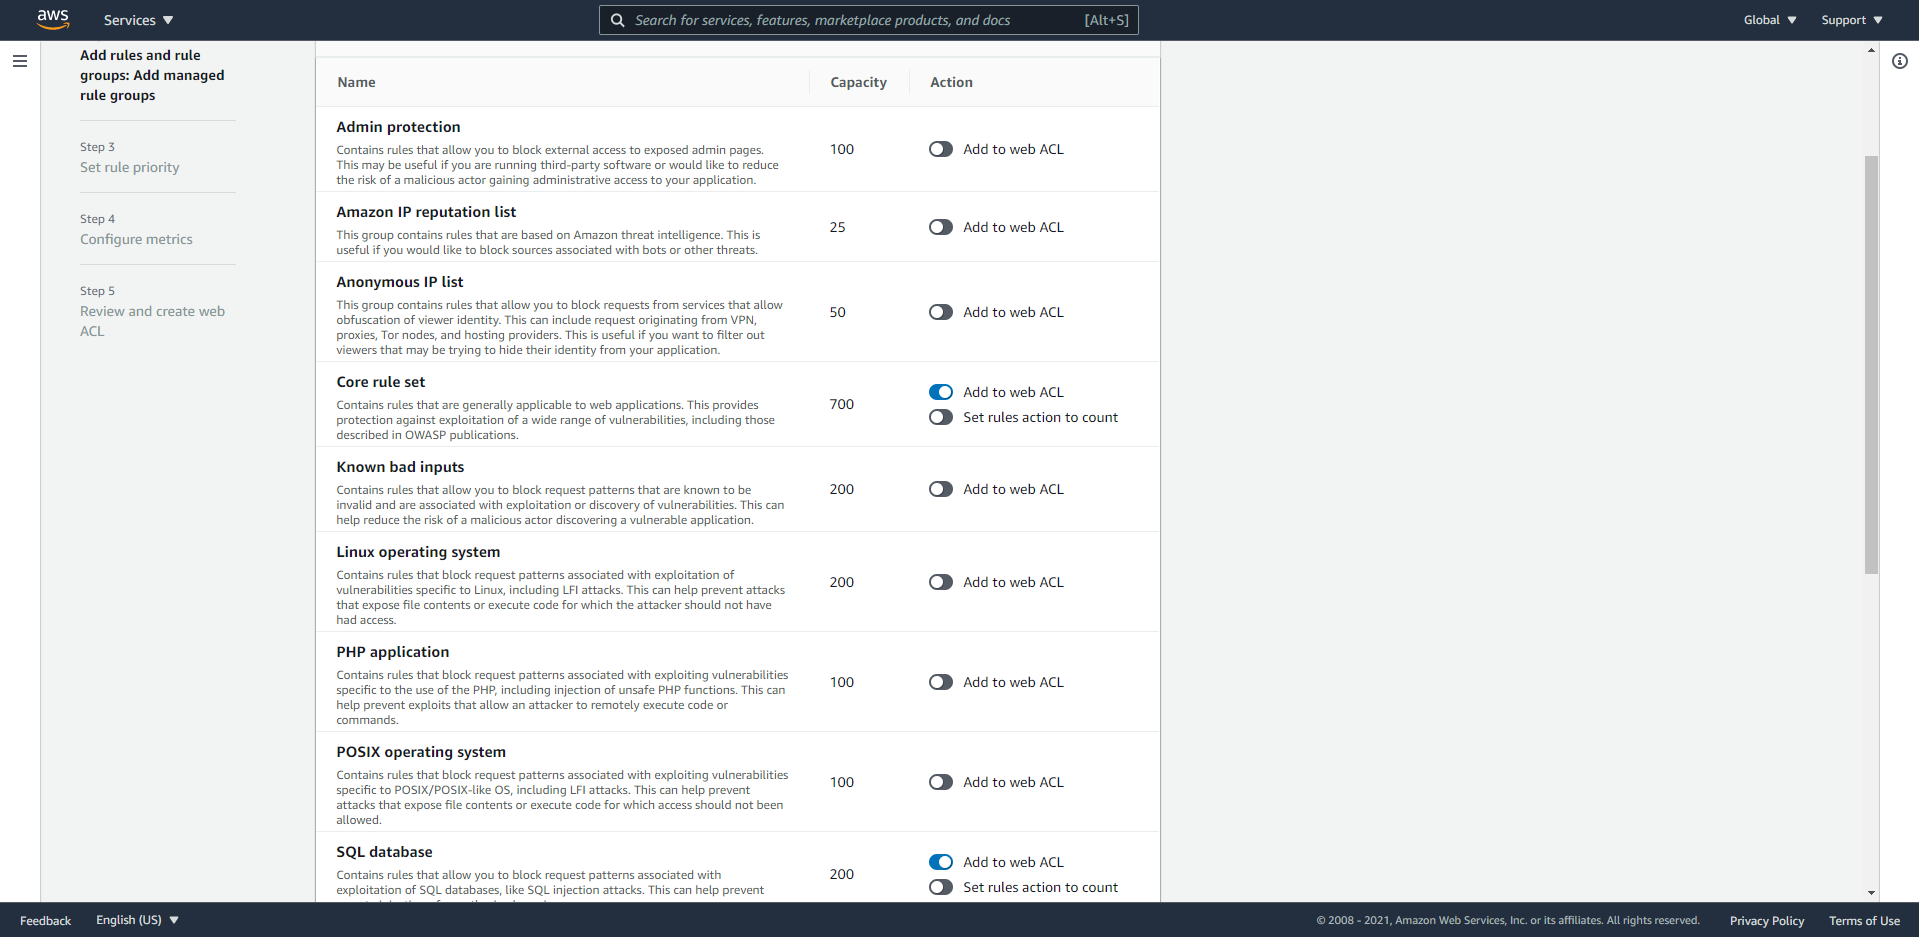 aws
Services
Search for services, features, marketplace products, and docs
[Alt+S]
Global
Support
Add rules and rule
groups: Add managed
rule groups
Step 3
Set rule priority
Step 4
Configure metrics
Step 5
Review and create web
ACL
Name
Capacity
Action
Admin protection
Contains rules that allow you to block external access to exposed admin pages.
This may be useful if you are running third-party software or would like to reduce
the risk of a malicious actor gaining administrative access to your application.
100
Add to web ACL
Amazon IP reputation list
This group contains rules that are based on Amazon threat intelligence. This is
useful if you would like to block sources associated with bots or other threats.
25
Add to web ACL
Anonymous IP list
This group contains rules that allow you to block requests from services that allow
obfuscation of viewer identity. This can include request originating from VPN,
proxies, Tor nodes, and hosting providers. This is useful if you want to filter out
viewers that may be trying to hide their identity from your application.
50
Add to web ACL
Core rule set
Contains rules that are generally applicable to web applications. This provides
protection against exploitation of a wide range of vulnerabilities, including those
described in OWASP publications.
700
Add to web ACL
Set rules action to count
Known bad inputs
Contains rules that allow you to block request patterns that are known to be
invalid and are associated with exploitation or discovery of vulnerabilities. This can
help reduce the risk of a malicious actor discovering a vulnerable application.
200
Add to web ACL
Linux operating system
Contains rules that block request patterns associated with exploitation of
vulnerabilities specific to Linux, including LFI attacks. This can help prevent attacks
that expose file contents or execute code for which the attacker should not have
had access.
200
Add to web ACL
PHP application
Contains rules that block request patterns associated with exploiting vulnerabilities
specific to the use of the PHP, including injection of unsafe PHP functions. This can
help prevent exploits that allow an attacker to remotely execute code or
commands.
100
Add to web ACL
POSIX operating system
Contains rules that block request patterns associated with exploiting vulnerabilities
specific to POSIX/POSIX-like OS, including LFI attacks. This can help prevent
attacks that expose file contents or execute code for which access should not been
allowed.
100
Add to web ACL
SQL database
Contains rules that allow you to block request patterns associated with
exploitation of SQL databases, like SQL injection attacks. This can help prevent
200
Add to web ACL
Set rules action to count
Feedback
English (US)
© 2008 - 2021, Amazon Web Services, Inc. or its affiliates. All rights reserved.
Privacy Policy
Terms of Use